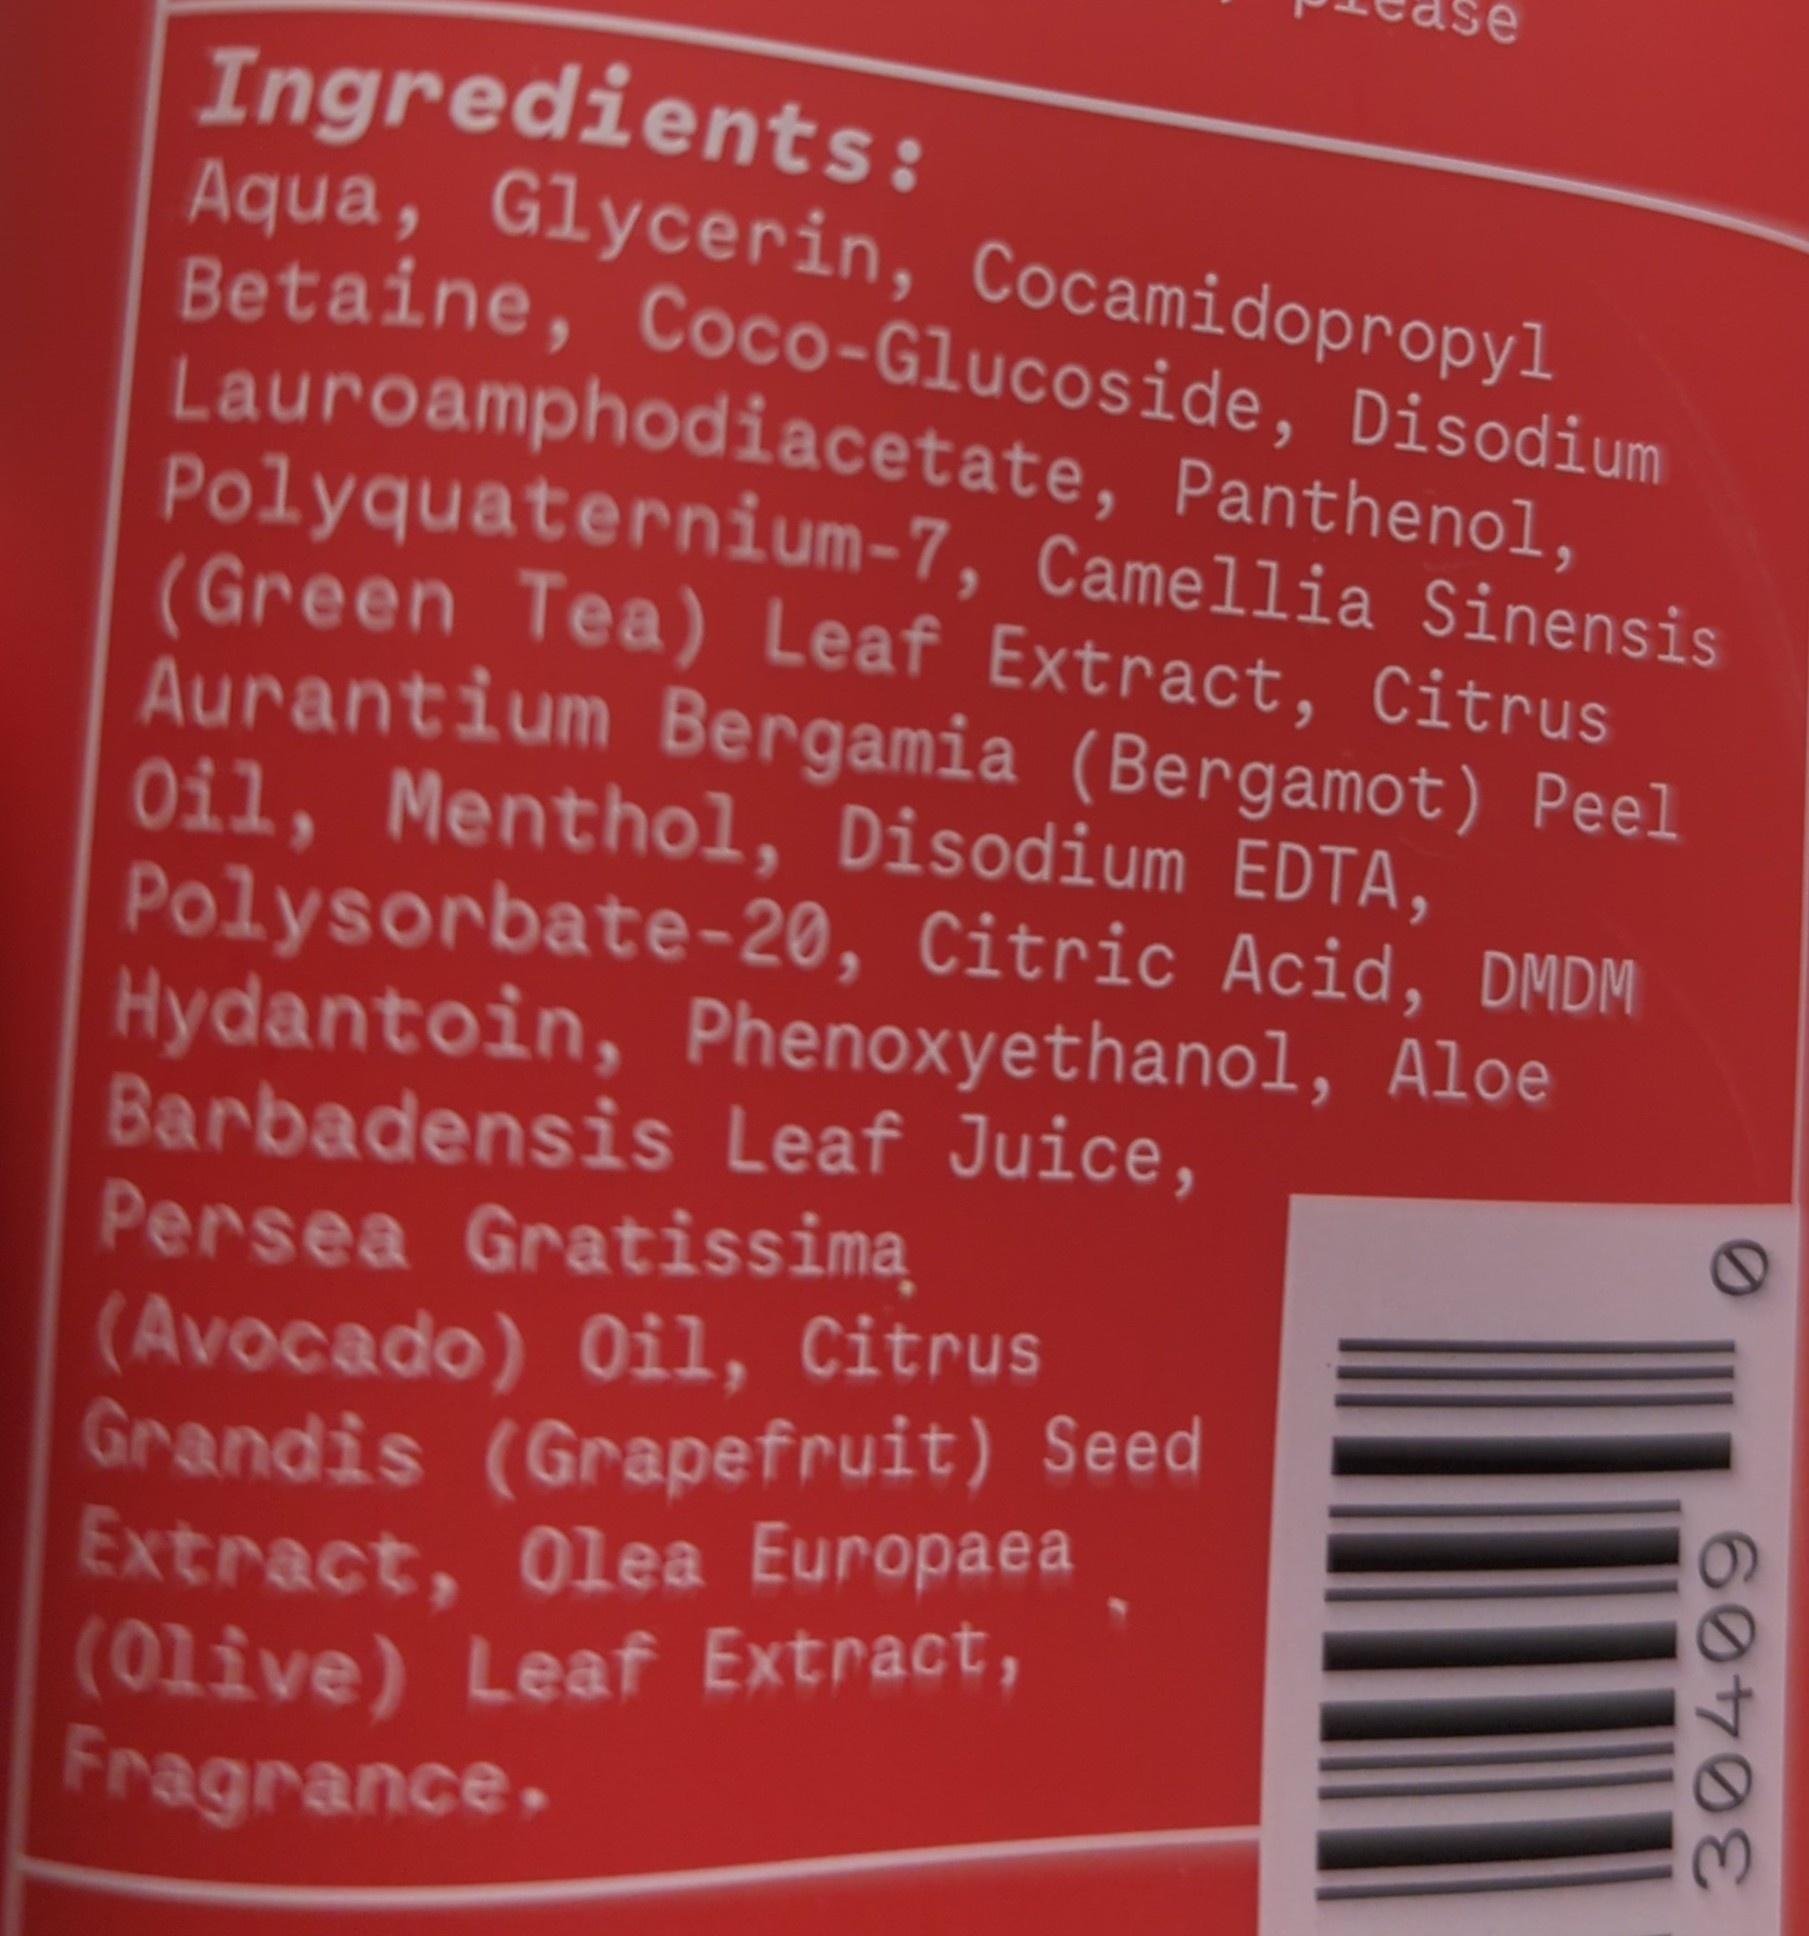 please
Ingredients:
Aqua, Glycerin, Cocamidopropyl
Betaine, Coco-Glucoside, Disodium
Lauroamphodiacetate, Panthenol,
Polyquaternium-7, Camellia Sinensis
(Green Tea) Leaf Extract, Citrus
Aurantium Bergamia (Bergamot) Peel
Oil, Menthol, Disodium EDTA,
Polysorbate-20, Citric Acid, DMDM
Hydantoin, Phenoxyethanol, Aloe
Barbadensis Leaf Juice,
Persea Gratissima
(Avocado) Oil, Citrus
Grandis (Grapefruit) Seed
Extract, Olea Europaea
(Olive) Leaf Extract,
Fragrance.
0
30409